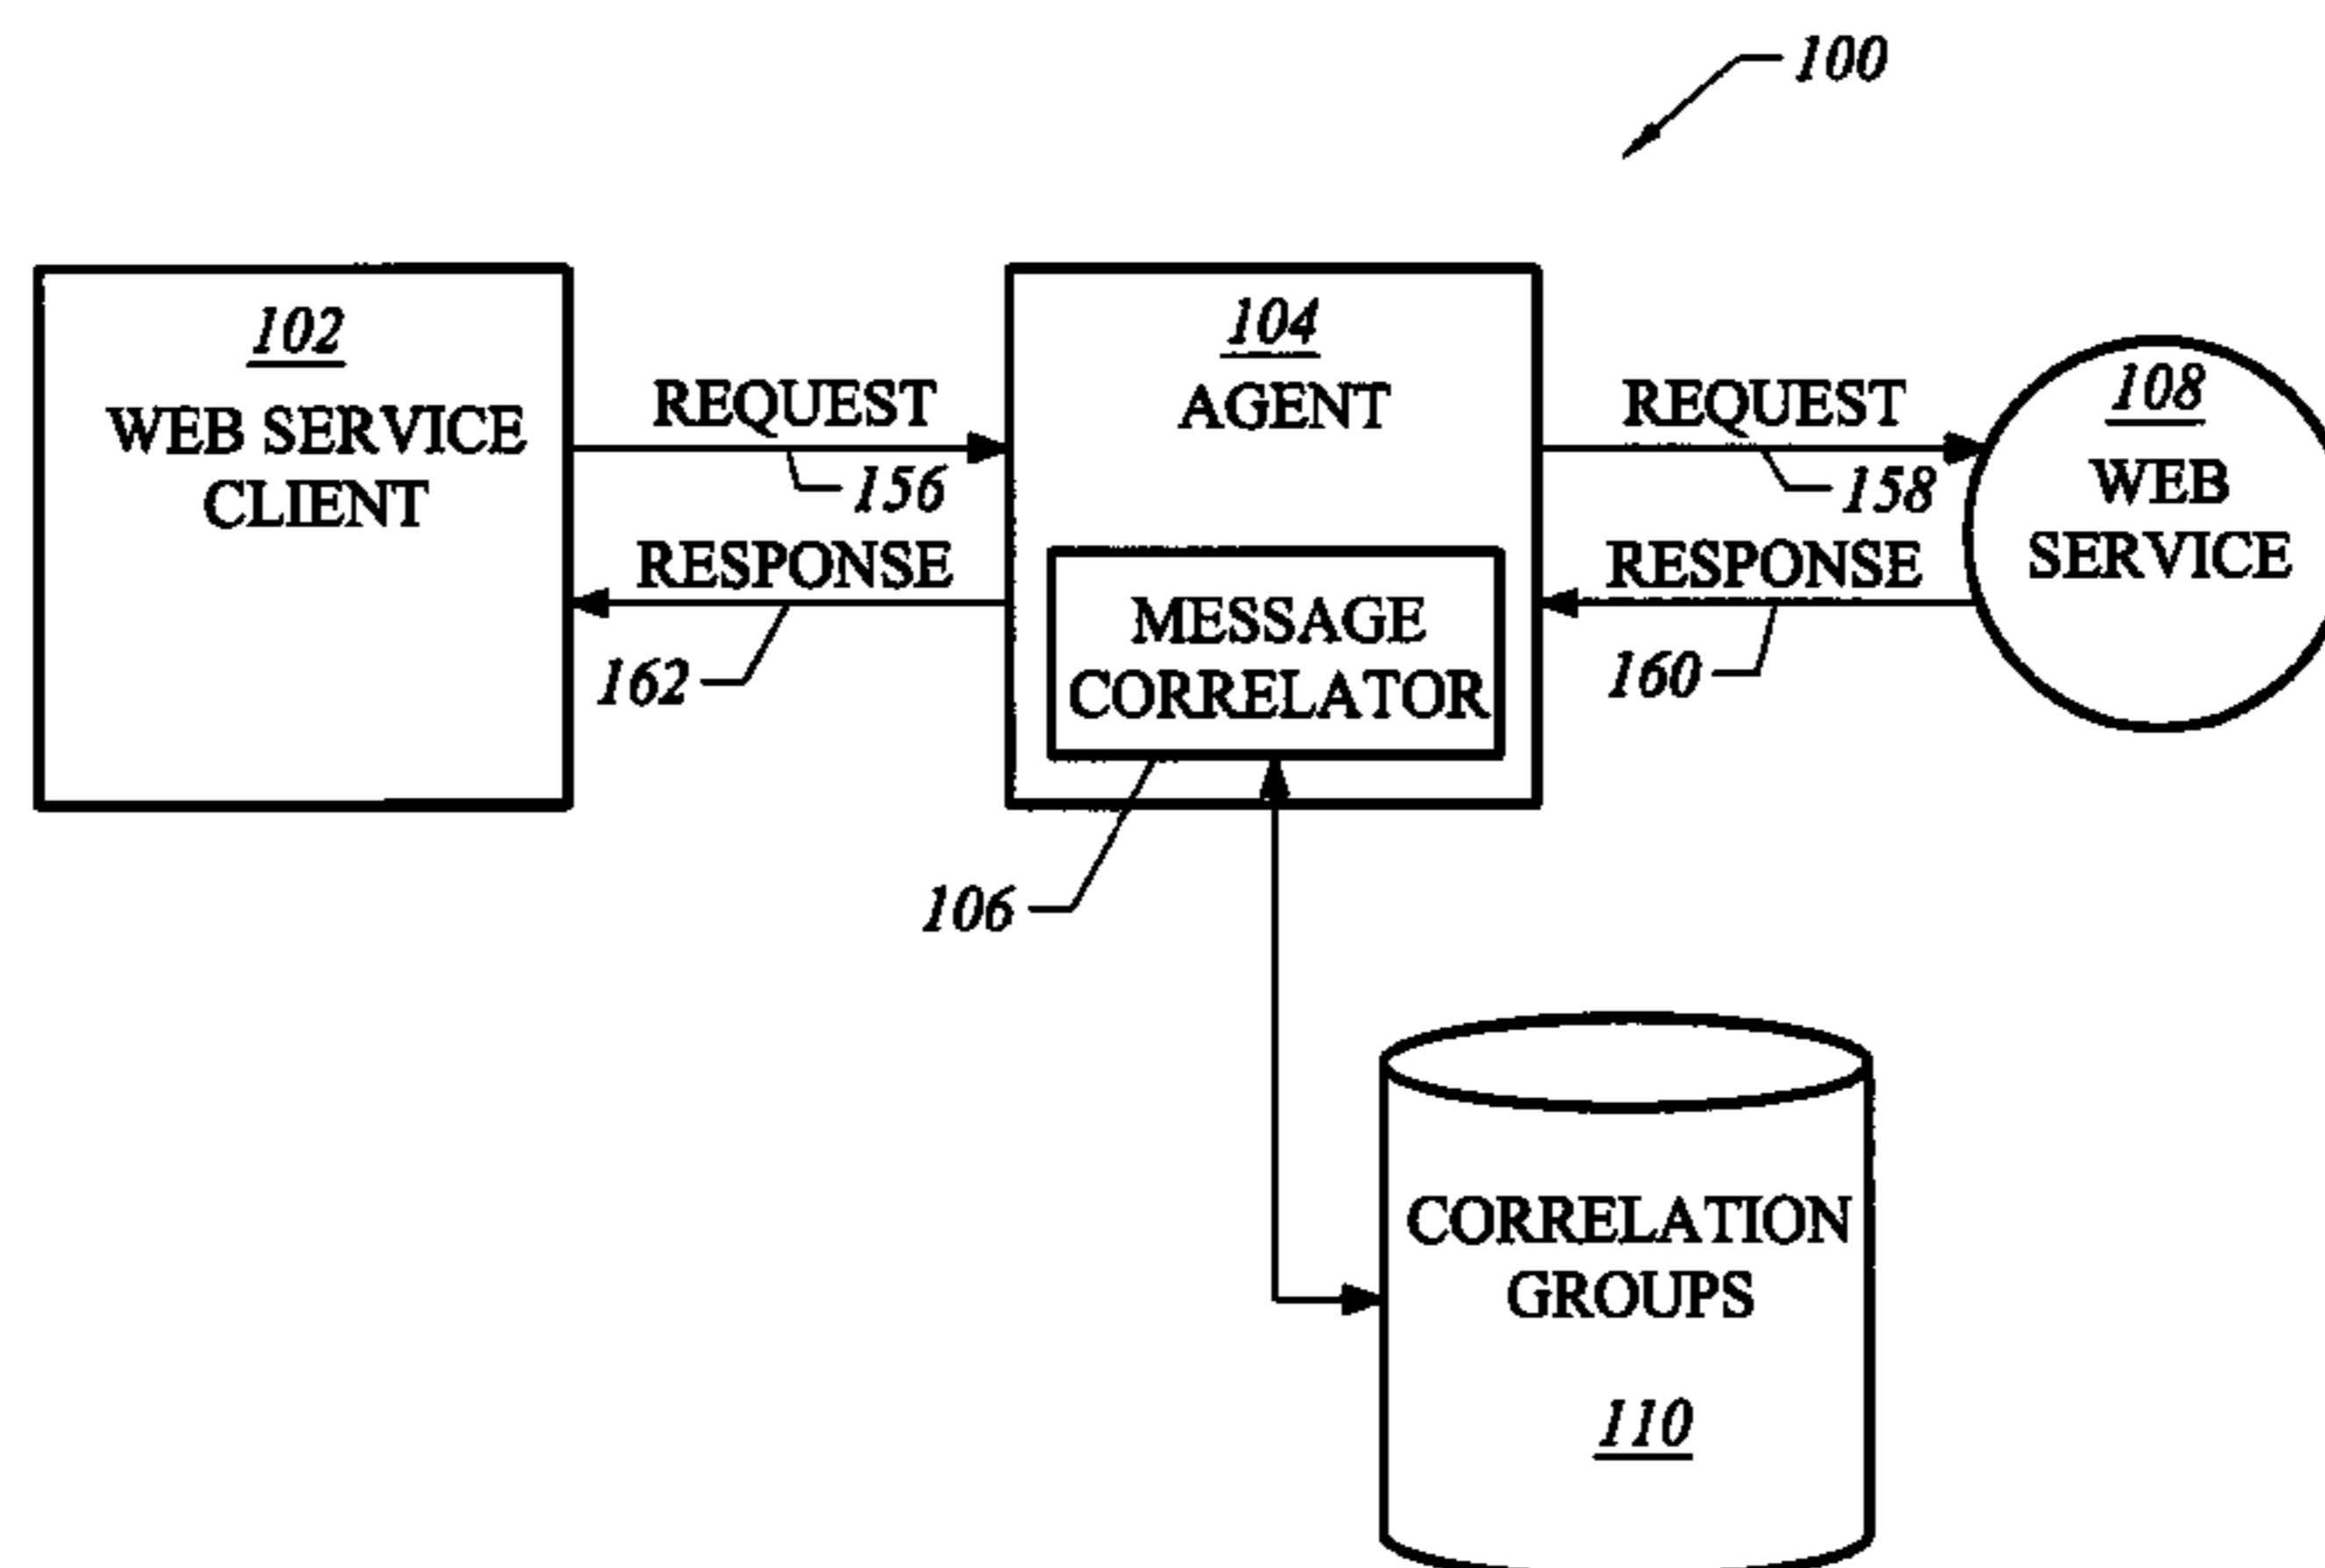 100
102
WEB SERVICE
CLIENT
REQUEST
156
RESPONSE
162
104
AGENT
MESSAGE
CORRELATOR
106
REQUEST
158
RESPONSE
160
108
WEB
SERVICE
CORRELATION
GROUPS
110